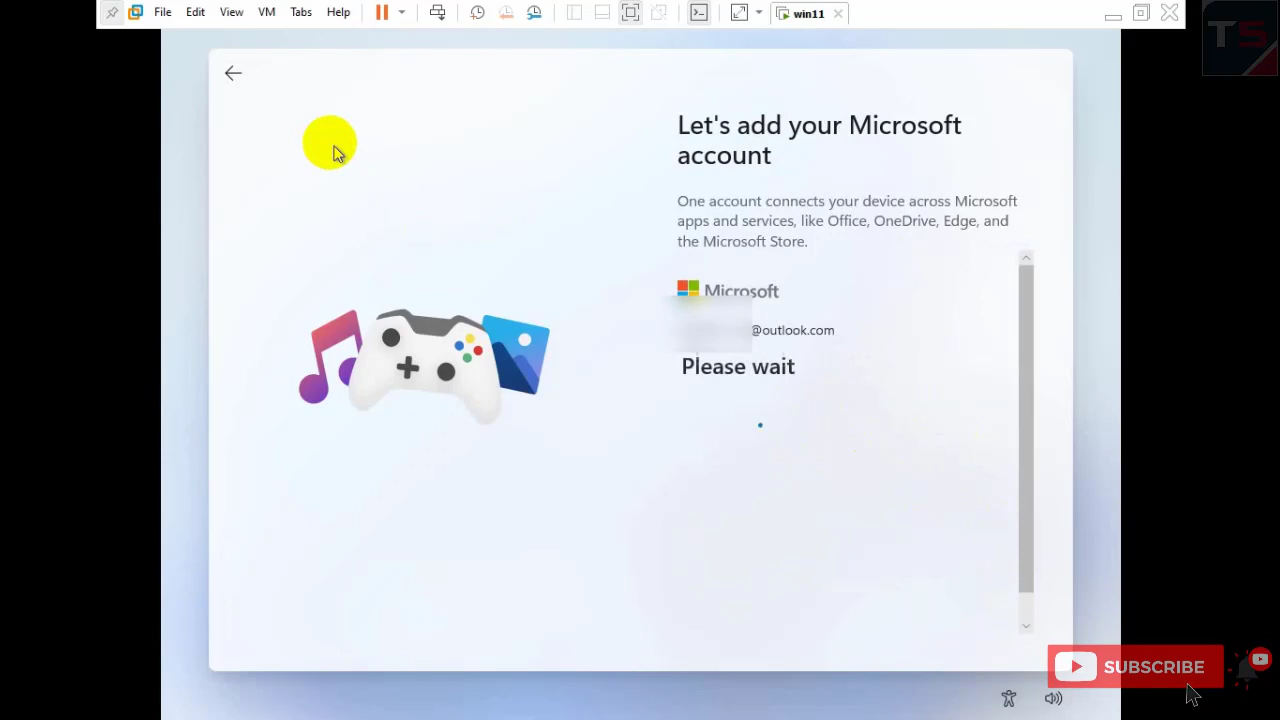 File Edit View VM Tabs Help
win11
TS
Let's add your Microsoft
account
One account connects your device across Microsoft
apps and services, like Office, OneDrive, Edge, and
the Microsoft Store.
Microsoft
@outlook.com
Please wait
SUBSCRIBE